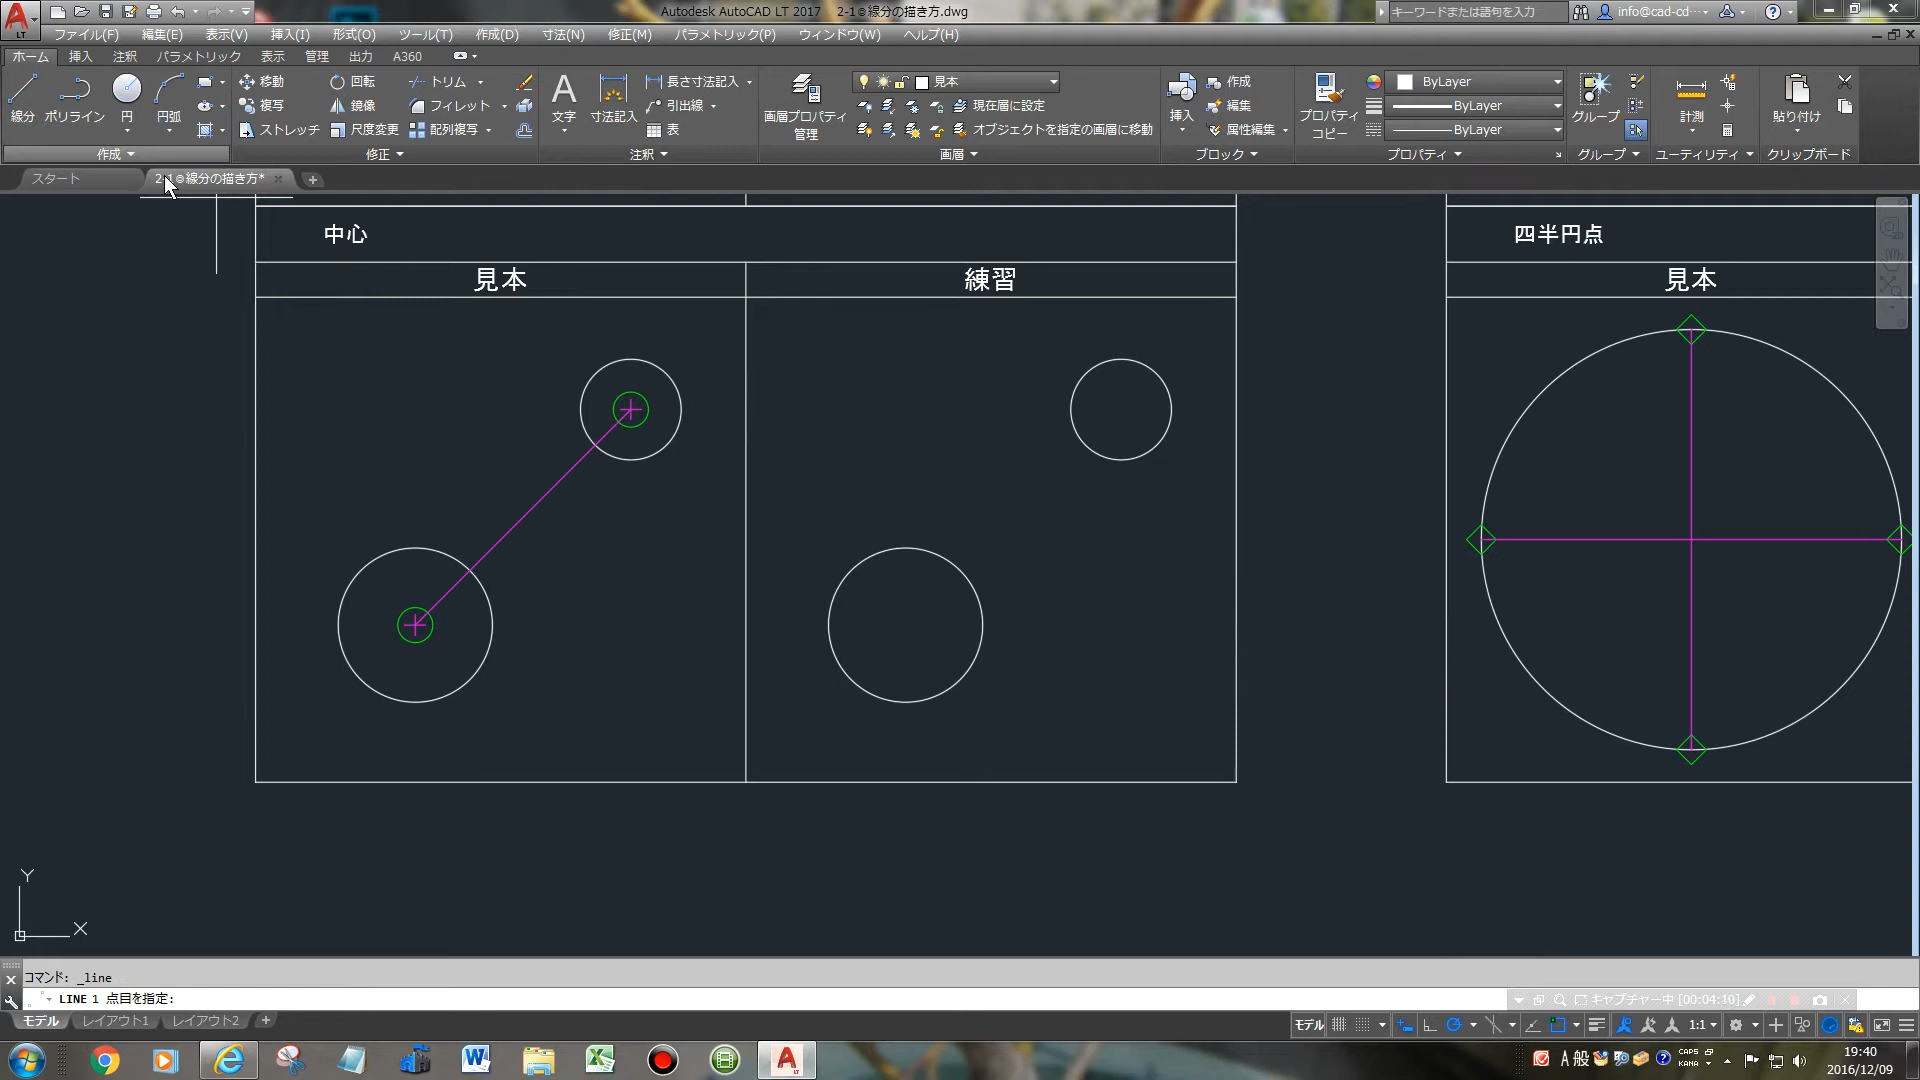 Autodesk AutoCAD LT 2017 2-1◎線分の描き方.dwg
キーワードまたは語句を入力
info@cad-cd...
LT
ファイル(F) 編集(E) 表示(V) 挿入(I) 形式(O) ツール(T) 作成(D) 寸法(N) 修正(M) パラメトリック(P) ウィンドウ(W) ヘルプ(H)
ホーム 挿入 注釈 パラメトリック 表示 管理 出力 A360
線分 ポリライン 円 円弧
移動 回転 トリム
複写 鏡像 フィレット
ストレッチ 尺度変更 配列複写
文字 寸法記入
長さ寸法記入
引出線
表
画層プロパティ管理
見本
現在層に設定
オブジェクトを指定の画層に移動
挿入
作成
編集
属性編集
プロパティコピー
ByLayer
ByLayer
ByLayer
グループ
計測
貼り付け
作成 修正 注釈 画層 ブロック プロパティ グループ ユーティリティ クリップボード
スタート 2-1◎線分の描き方*
中心
見本 練習
四半円点
見本
Y
X
コマンド: _line
LINE 1 点目を指定:
キャプチャー中 [00:04:10]
モデル レイアウト1 レイアウト2
モデル 1:1
A 般
CAPS
KANA
19:40
2016/12/09